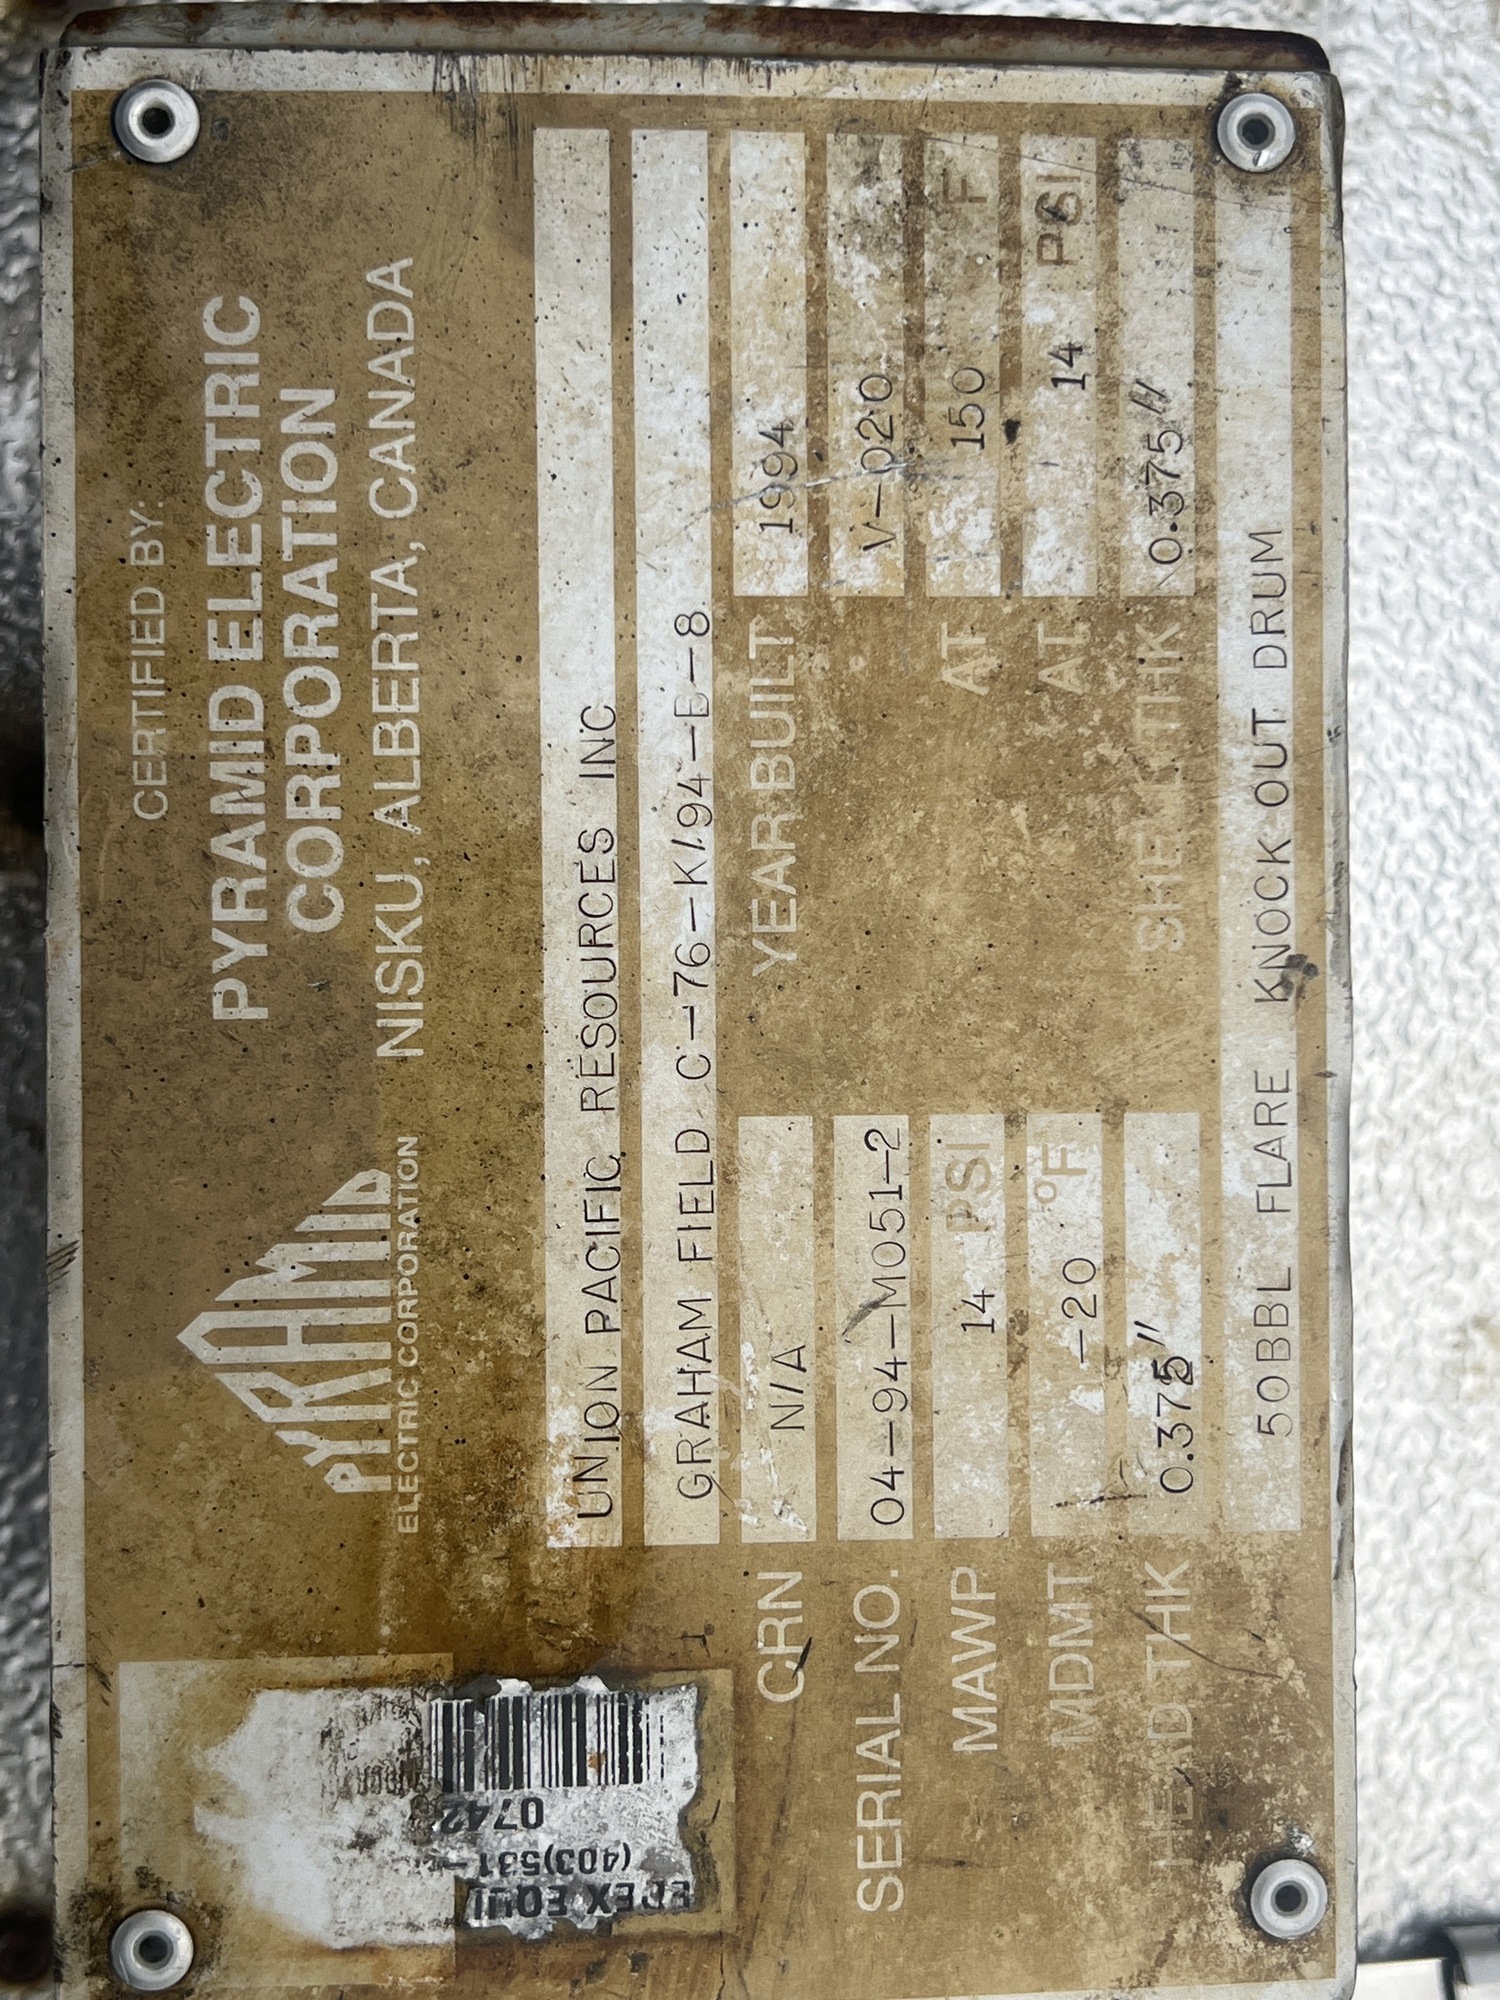 CERTIFIED BY:
PYRAMID ELECTRIC
CORPORATION
NISKU, ALBERTA, CANADA
PYRAMID
ELECTRIC CORPORATION
UNION PACIFIC RESOURCES INC
GRAHAM FIELD C-76-K/94-B-8
CRN N/A YEAR BUILT 1994
SERIAL NO. 04-94-M051-2 V-020
MAWP 14 PSI AT 150 F
MDMT -20 °F AT 14 PSI
HEAD THK 0.375" SHELL THK 0.375"
50BBL FLARE KNOCK OUT DRUM
(403)531-
0742